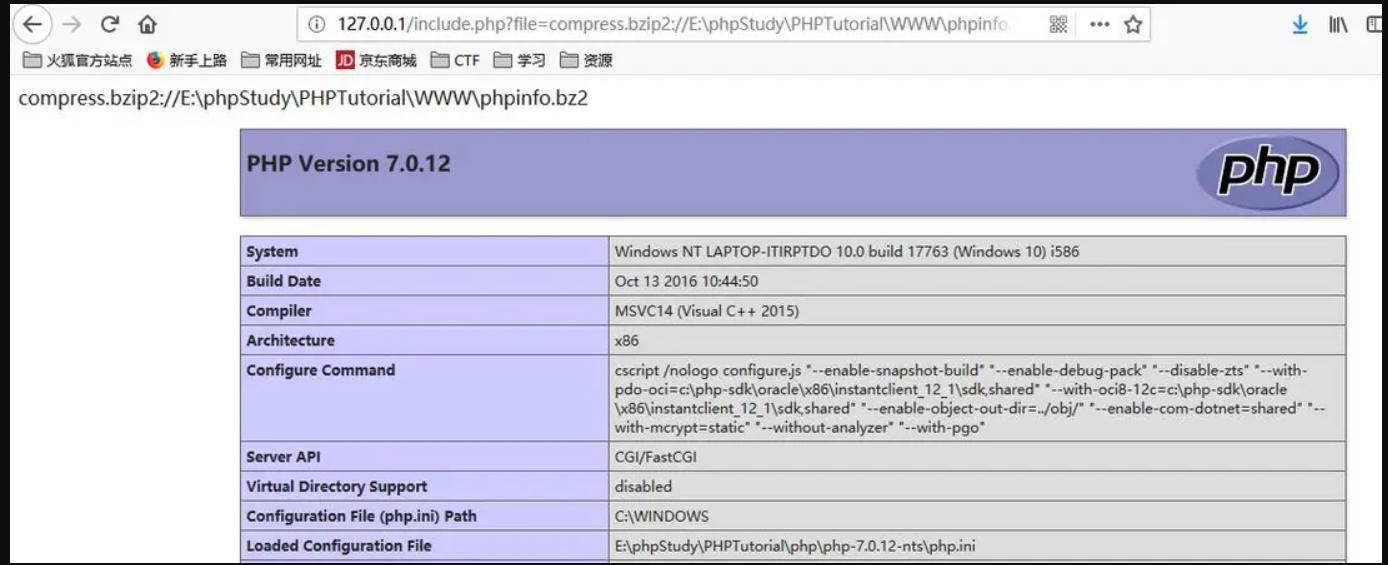 127.0.0.1/include.php?file=compress.bzip2://E:\phpStudy\PHPTutorial\WWW\phpinfo.
火狐官方站点 新手上路 常用网址 JD 京东商城 CTF 学习 资源
compress.bzip2://E:\phpStudy\PHPTutorial\WWW\phpinfo.bz2
PHP Version 7.0.12 php
System Windows NT LAPTOP-ITIRPTDO 10.0 build 17763 (Windows 10) i586
Build Date Oct 13 2016 10:44:50
Compiler MSVC14 (Visual C++ 2015)
Architecture x86
Configure Command cscript /nologo configure.js "--enable-snapshot-build" "--enable-debug-pack" "--disable-zts" "--with-
pdo-oci=c:\php-sdk\oracle\x86\instantclient_12_1\sdk,shared" "--with-oci8-12c=c:\php-sdk\oracle
\x86\instantclient_12_1\sdk,shared" "--enable-object-out-dir=../obj/" "--enable-com-dotnet=shared" "--
with-mcrypt=static" "--without-analyzer" "--with-pgo"
Server API CGI/FastCGI
Virtual Directory Support disabled
Configuration File (php.ini) Path C:\WINDOWS
Loaded Configuration File E:\phpStudy\PHPTutorial\php\php-7.0.12-nts\php.ini